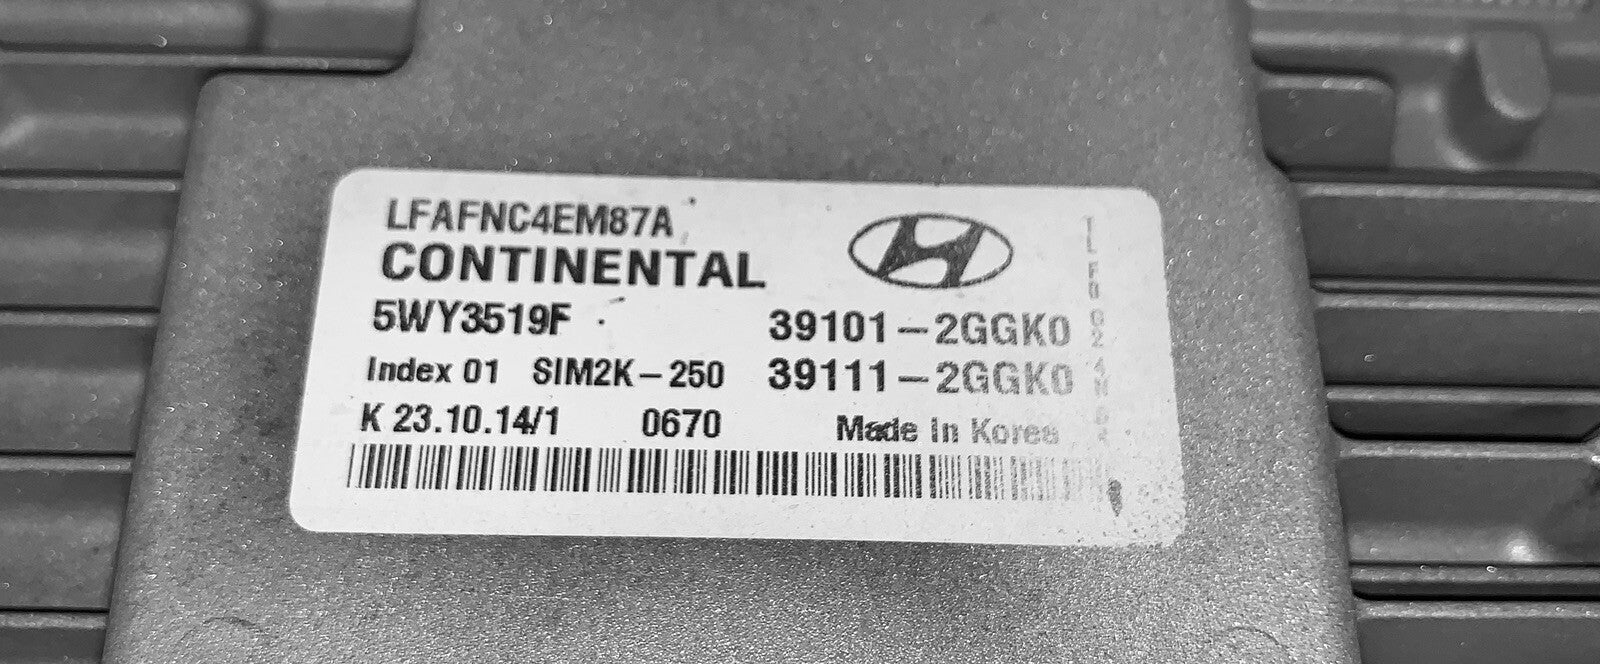 LFAFNC4EM87A
CONTINENTAL
5WY3519F
39101-2GGK0
Index 01 SIM2K-250 39111-2GGK0
K 23.10.14/1 0670 Made In Korea